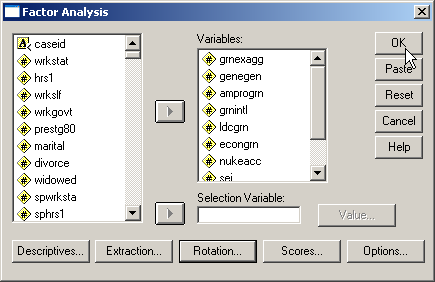 Factor Analysis
caseid
wrkstat
hrs1
wrkslf
wrkgovt
prestg80
marital
divorce
widowed
spwrksta
sphrs1
Variables:
grnexagg
genegen
amprogrn
grnintl
ldcgrn
econgrn
nukeacc
sei
Selection Variable:
Value...
OK
Paste
Reset
Cancel
Help
Descriptives...
Extraction...
Rotation...
Scores...
Options...